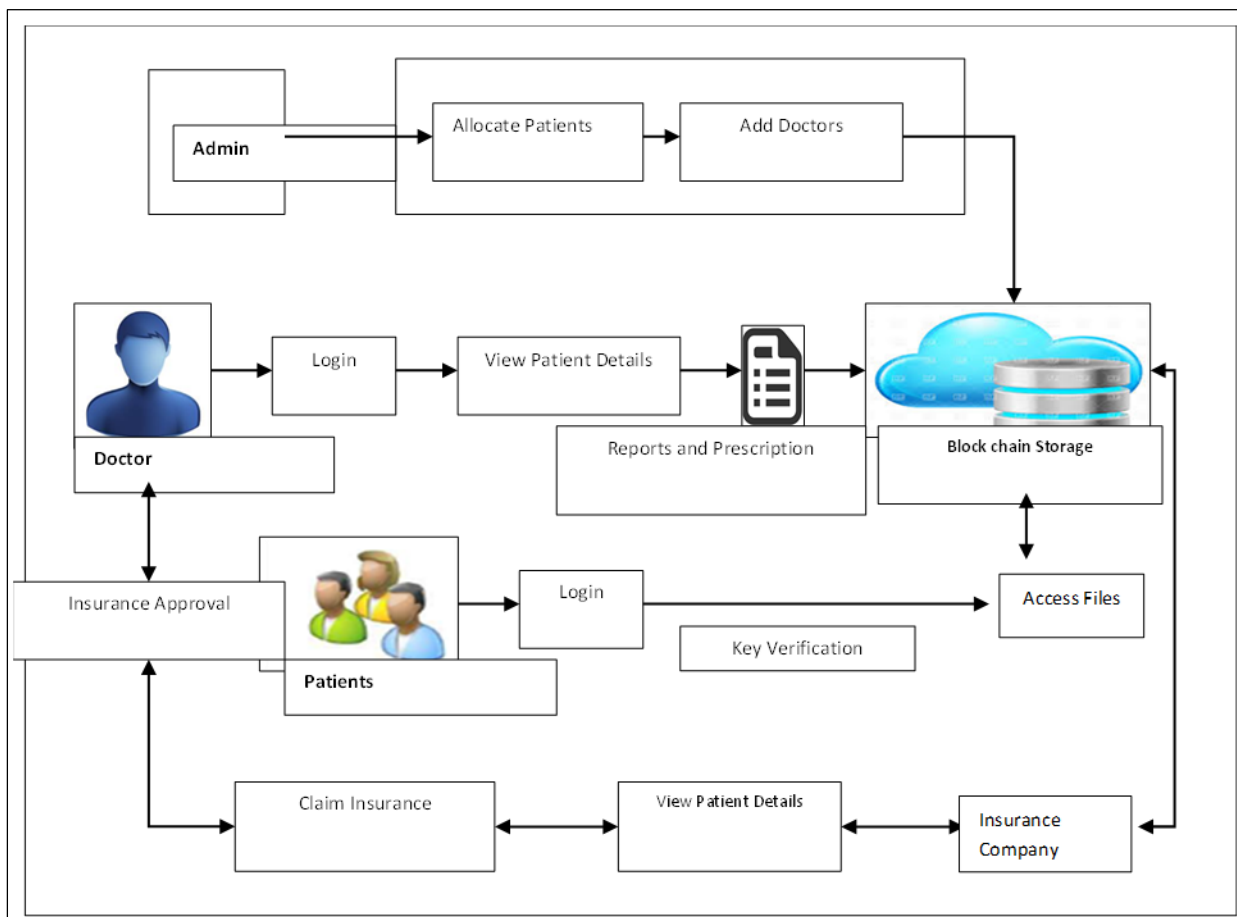 Allocate Patients
Add Doctors
Admin
Login
View Patient Details
Reports and Prescription
Block chain Storage
Doctor
Insurance Approval
Login
Access Files
Key Verification
Patients
Claim Insurance
View Patient Details
Insurance
Company